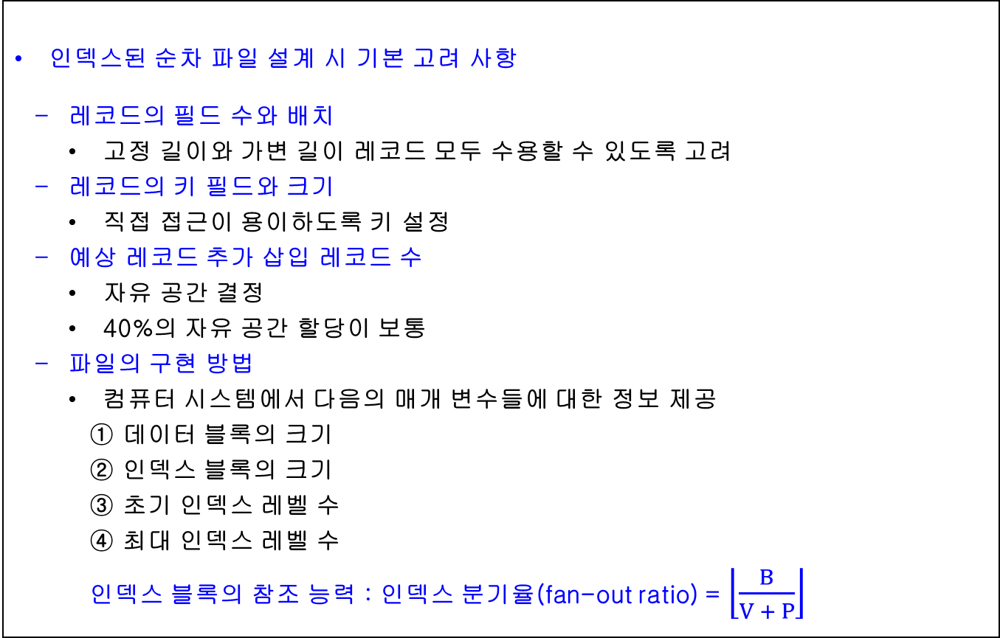 • 인덱스된 순차 파일 설계 시 기본 고려 사항
– 레코드의 필드 수와 배치
• 고정 길이와 가변 길이 레코드 모두 수용할 수 있도록 고려
– 레코드의 키 필드와 크기
• 직접 접근이 용이하도록 키 설정
– 예상 레코드 추가 삽입 레코드 수
• 자유 공간 결정
• 40%의 자유 공간 할당이 보통
– 파일의 구현 방법
• 컴퓨터 시스템에서 다음의 매개 변수들에 대한 정보 제공
① 데이터 블록의 크기
② 인덱스 블록의 크기
③ 초기 인덱스 레벨 수
④ 최대 인덱스 레벨 수
인덱스 블록의 참조 능력 : 인덱스 분기율(fan-out ratio) = ⌊B / (V + P)⌋